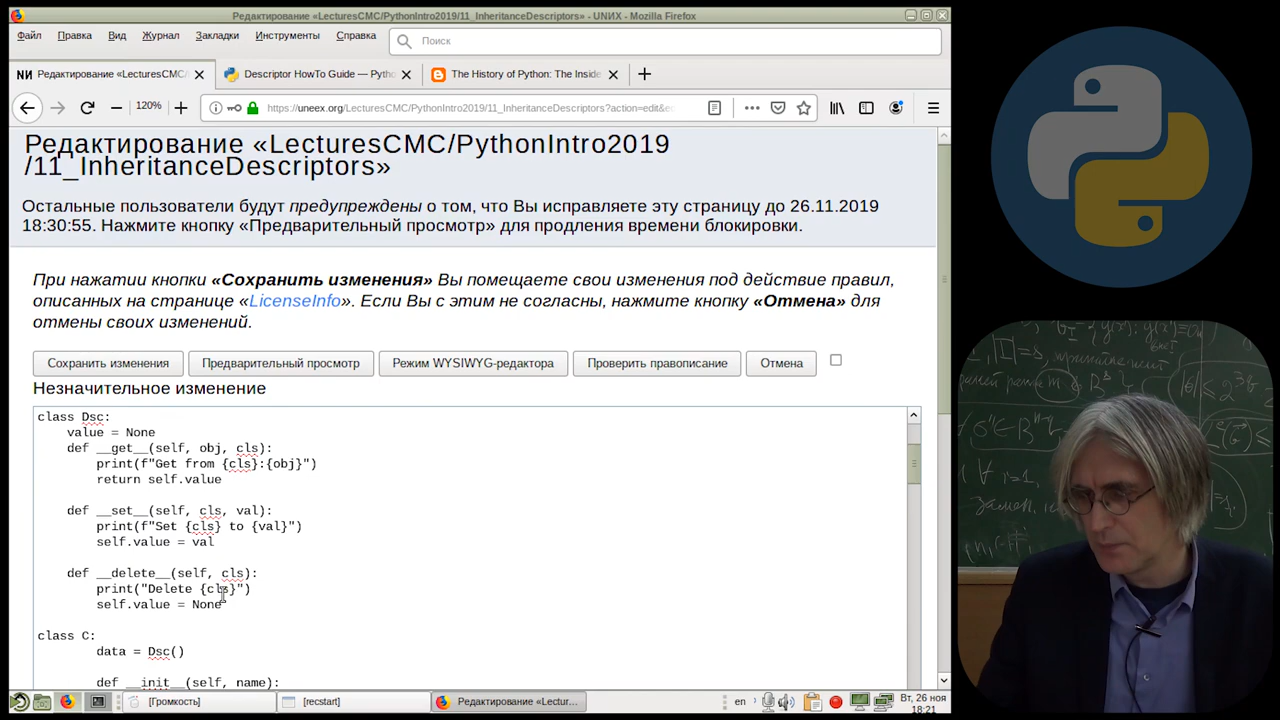 Редактирование «LecturesCMC/PythonIntro2019/11_InheritanceDescriptors» - UNИX - Mozilla Firefox
Файл Правка Вид Журнал Закладки Инструменты Справка
Поиск
Редактирование «LecturesCMC/
Descriptor HowTo Guide — Pytho
The History of Python: The Inside
120%
https://uneex.org/LecturesCMC/PythonIntro2019/11_InheritanceDescriptors?action=edit&e
Редактирование «LecturesCMC/PythonIntro2019
/11_InheritanceDescriptors»
Остальные пользователи будут предупреждены о том, что Вы исправляете эту страницу до 26.11.2019
18:30:55. Нажмите кнопку «Предварительный просмотр» для продления времени блокировки.
При нажатии кнопки «Сохранить изменения» Вы помещаете свои изменения под действие правил,
описанных на странице «LicenseInfo». Если Вы с этим не согласны, нажмите кнопку «Отмена» для
отмены своих изменений.
Сохранить изменения Предварительный просмотр Режим WYSIWYG-редактора Проверить правописание Отмена
Незначительное изменение
class Dsc:
value = None
def __get__(self, obj, cls):
print(f"Get from {cls}:{obj}")
return self.value
def __set__(self, cls, val):
print(f"Set {cls} to {val}")
self.value = val
def __delete__(self, cls):
print("Delete {cls}")
self.value = None
class C:
data = Dsc()
def __init__(self, name):
[Громкость]
[recstart]
Редактирование «Lectur...
en
Вт, 26 ноя
18:21